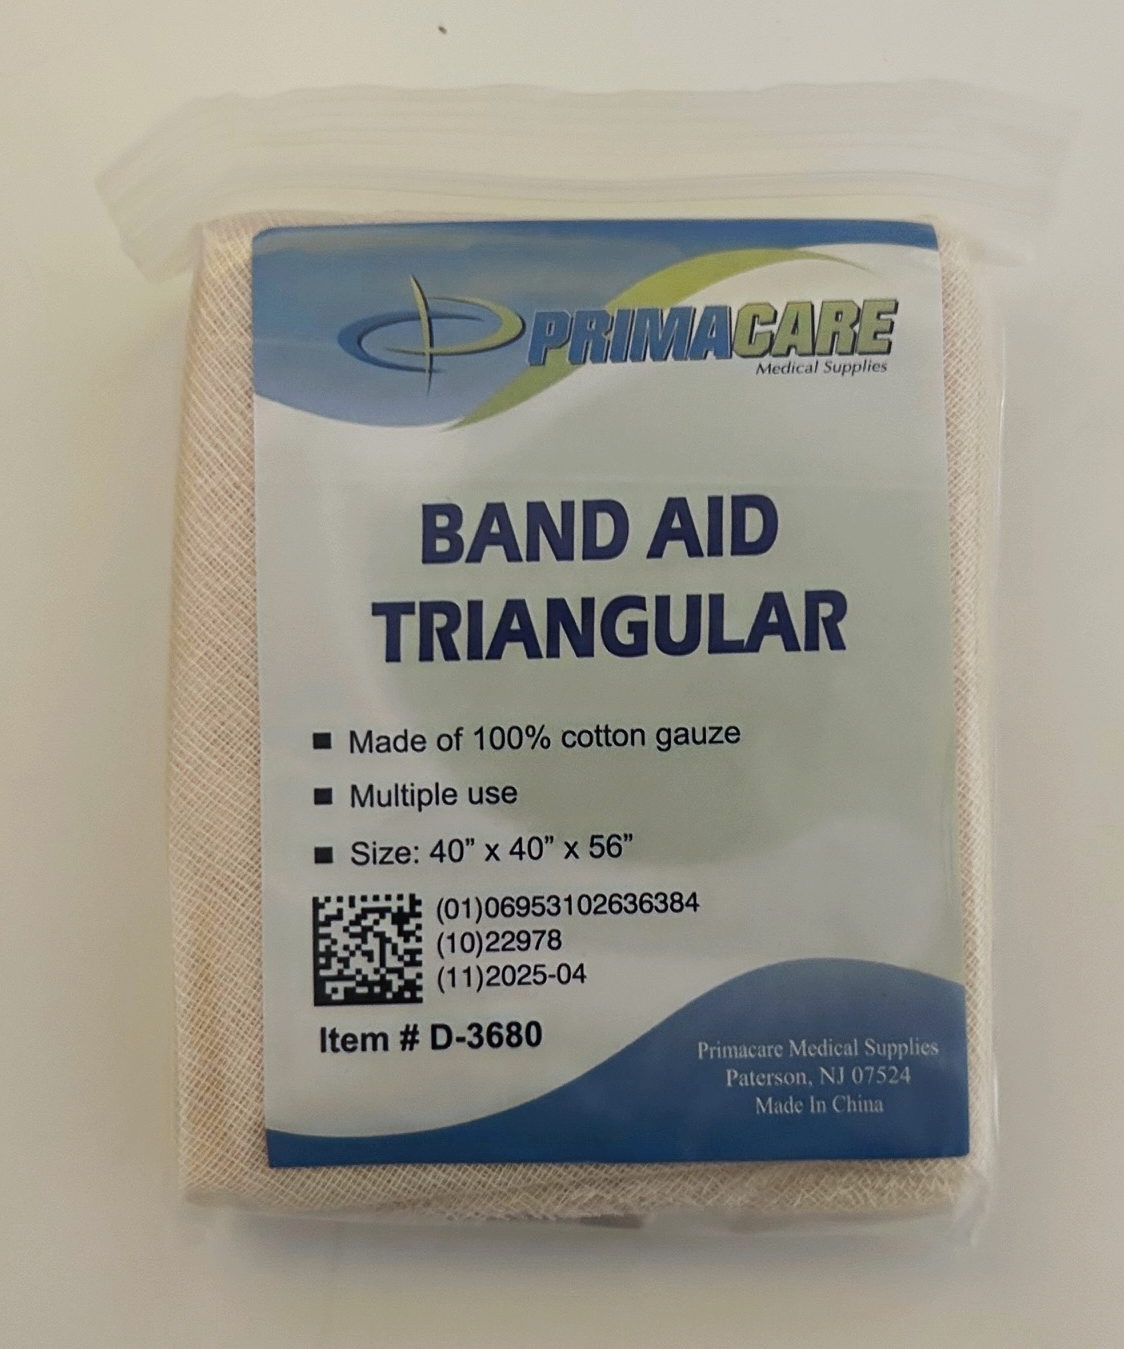 PRIMACARE
Medical Supplies
BAND AID
TRIANGULAR
■ Made of 100% cotton gauze
■ Multiple use
■ Size: 40” x 40” x 56”
(01)06953102636384
(10)22978
(11)2025-04
Item # D-3680
Primacare Medical Supplies
Paterson, NJ 07524
Made In China